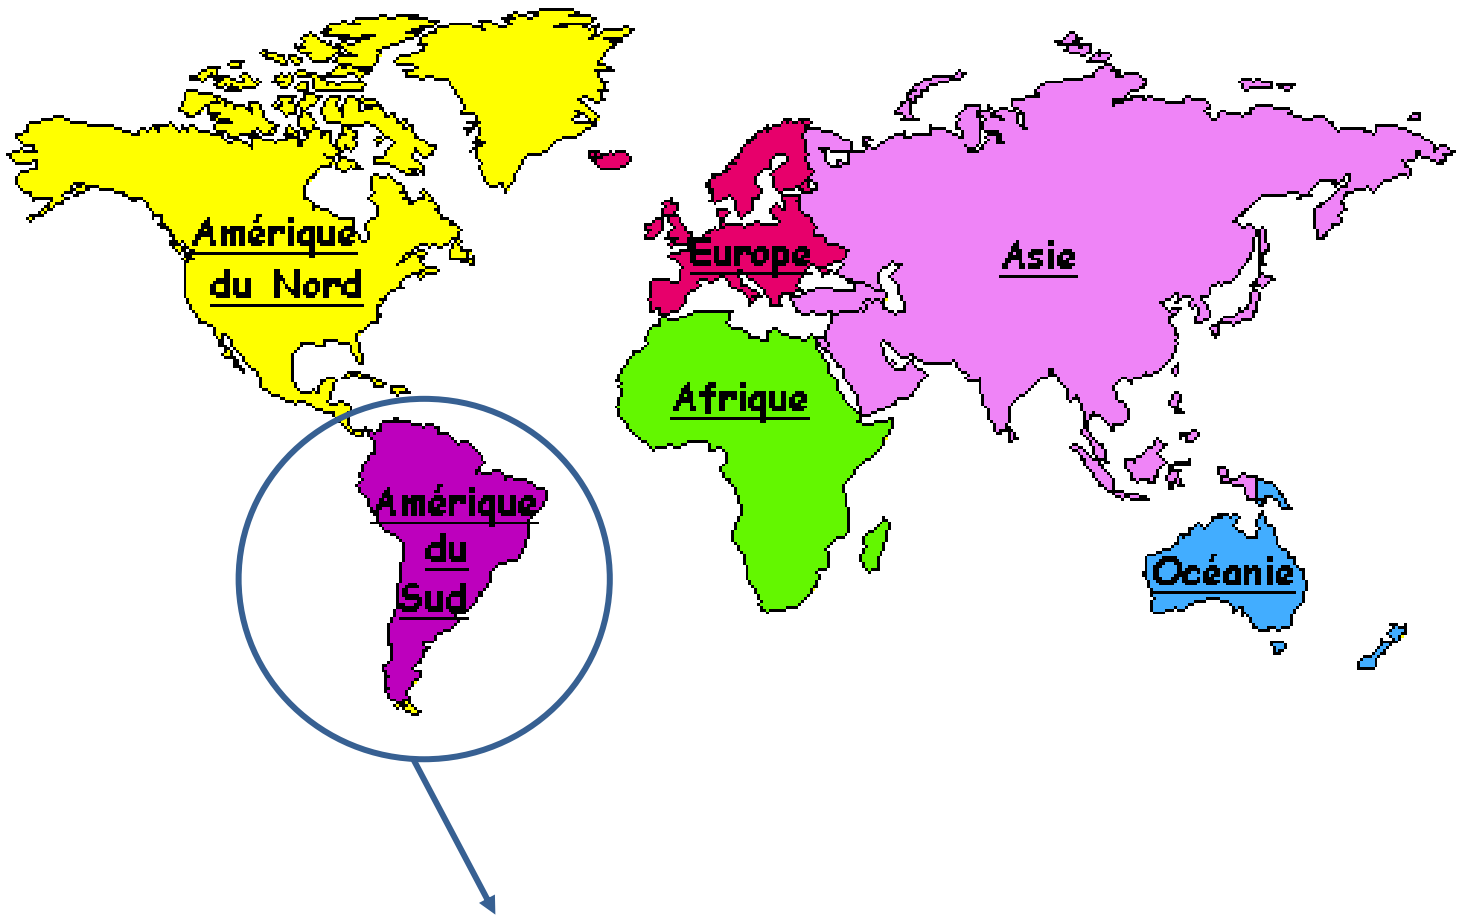 Amérique
du Nord
Europe
Asie
Afrique
Amérique
du
Sud
Océanie